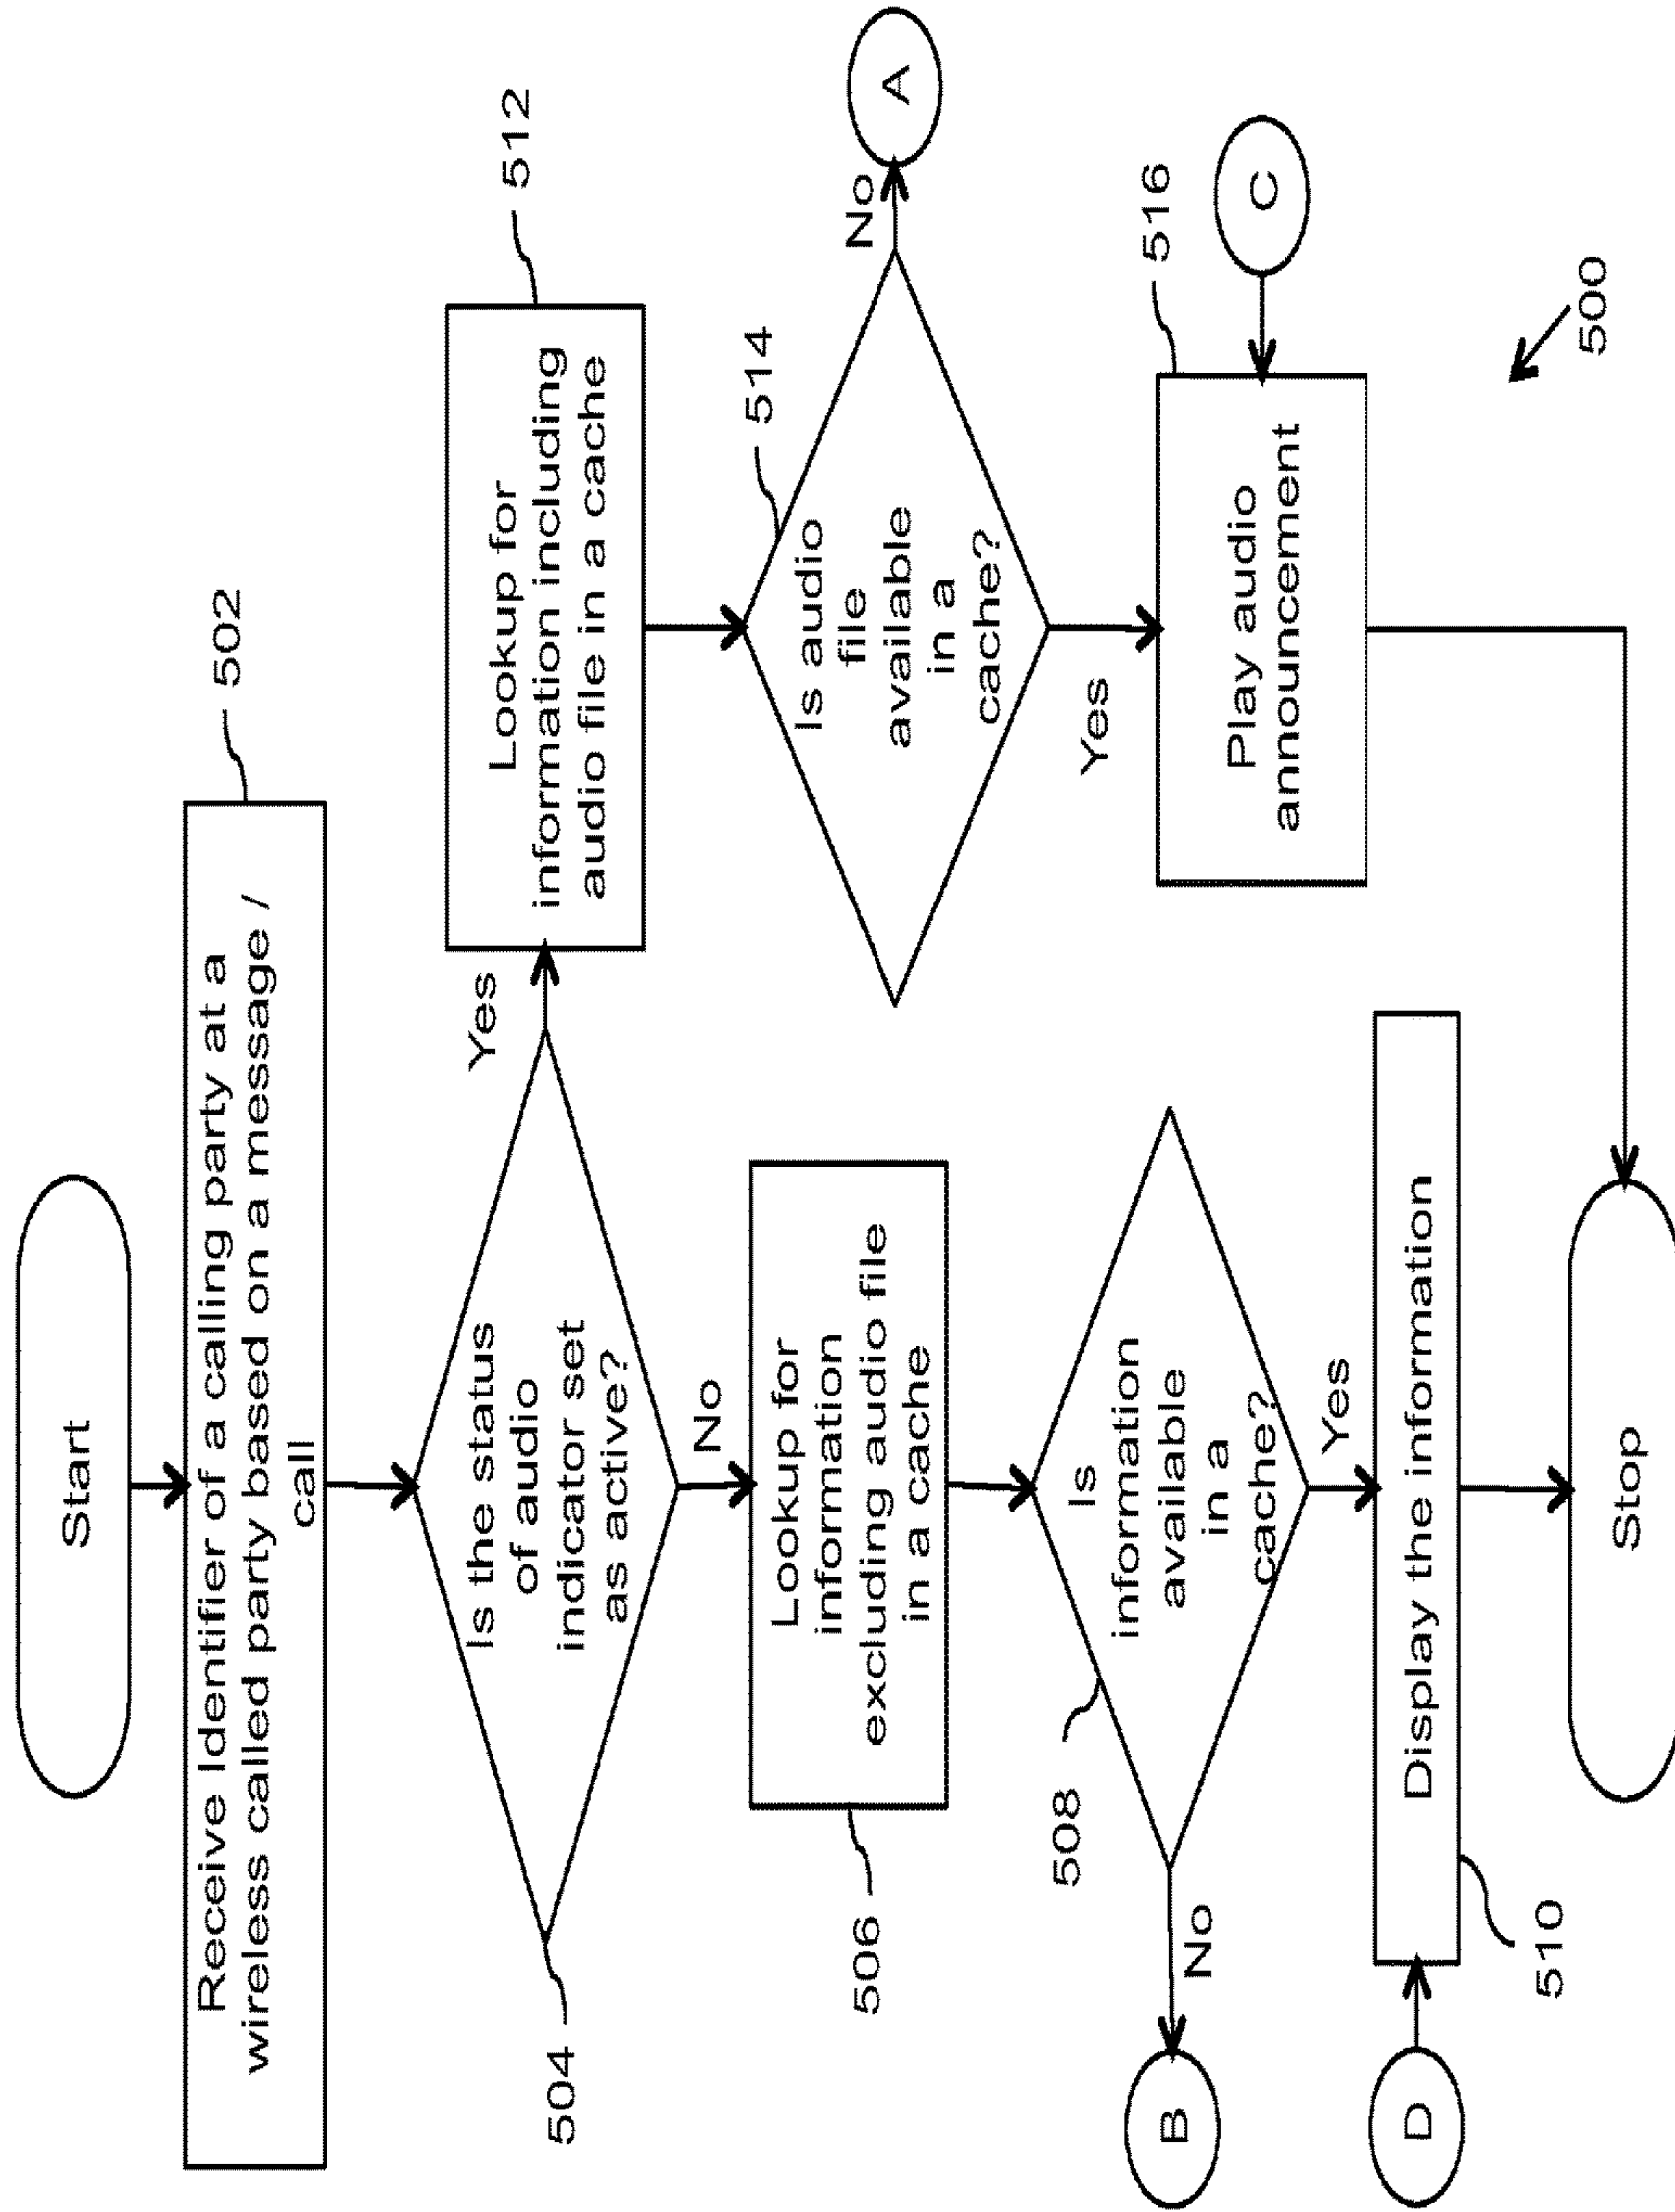 Start
Receive Identifier of a calling party at a
wireless called party based on a message /
call
502
Is the status
of audio
indicator set
as active?
504
Yes
No
Lookup for
information including
audio file in a cache
512
Lookup for
information
excluding audio file
in a cache
506
Is audio
file
available
in a
cache?
514
No
A
Yes
Is
information
available
in a
cache?
508
No
B
Yes
Play audio
announcement
516
C
Display the information
510
D
Stop
500